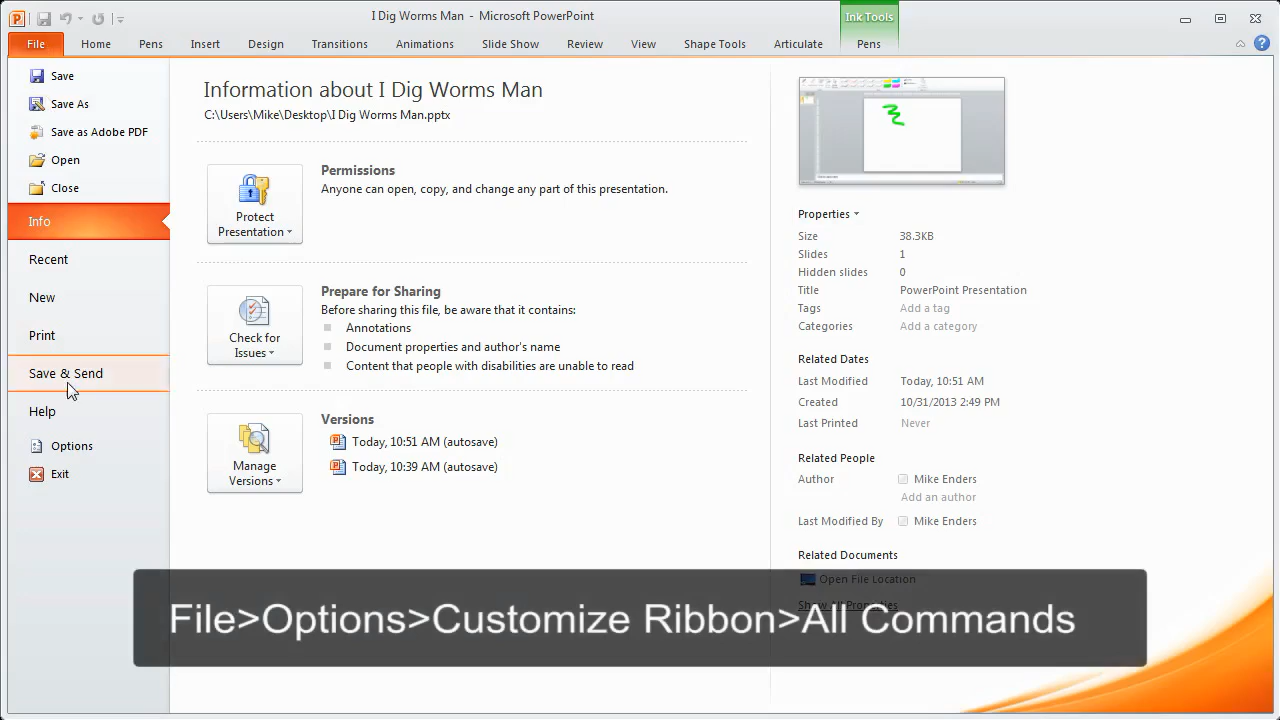 I Dig Worms Man - Microsoft PowerPoint
Ink Tools
File Home Pens Insert Design Transitions Animations Slide Show Review View Shape Tools Articulate Pens
Save
Save As
Save as Adobe PDF
Open
Close
Info
Recent
New
Print
Save & Send
Help
Options
Exit
Information about I Dig Worms Man
C:\Users\Mike\Desktop\I Dig Worms Man.pptx
Protect
Presentation
Permissions
Anyone can open, copy, and change any part of this presentation.
Check for
Issues
Prepare for Sharing
Before sharing this file, be aware that it contains:
Annotations
Document properties and author's name
Content that people with disabilities are unable to read
Manage
Versions
Versions
Today, 10:51 AM (autosave)
Today, 10:39 AM (autosave)
Properties
Size 38.3KB
Slides 1
Hidden slides 0
Title PowerPoint Presentation
Tags Add a tag
Categories Add a category
Related Dates
Last Modified Today, 10:51 AM
Created 10/31/2013 2:49 PM
Last Printed Never
Related People
Author Mike Enders
Add an author
Last Modified By Mike Enders
Related Documents
Open File Location
Show All Properties
File>Options>Customize Ribbon>All Commands